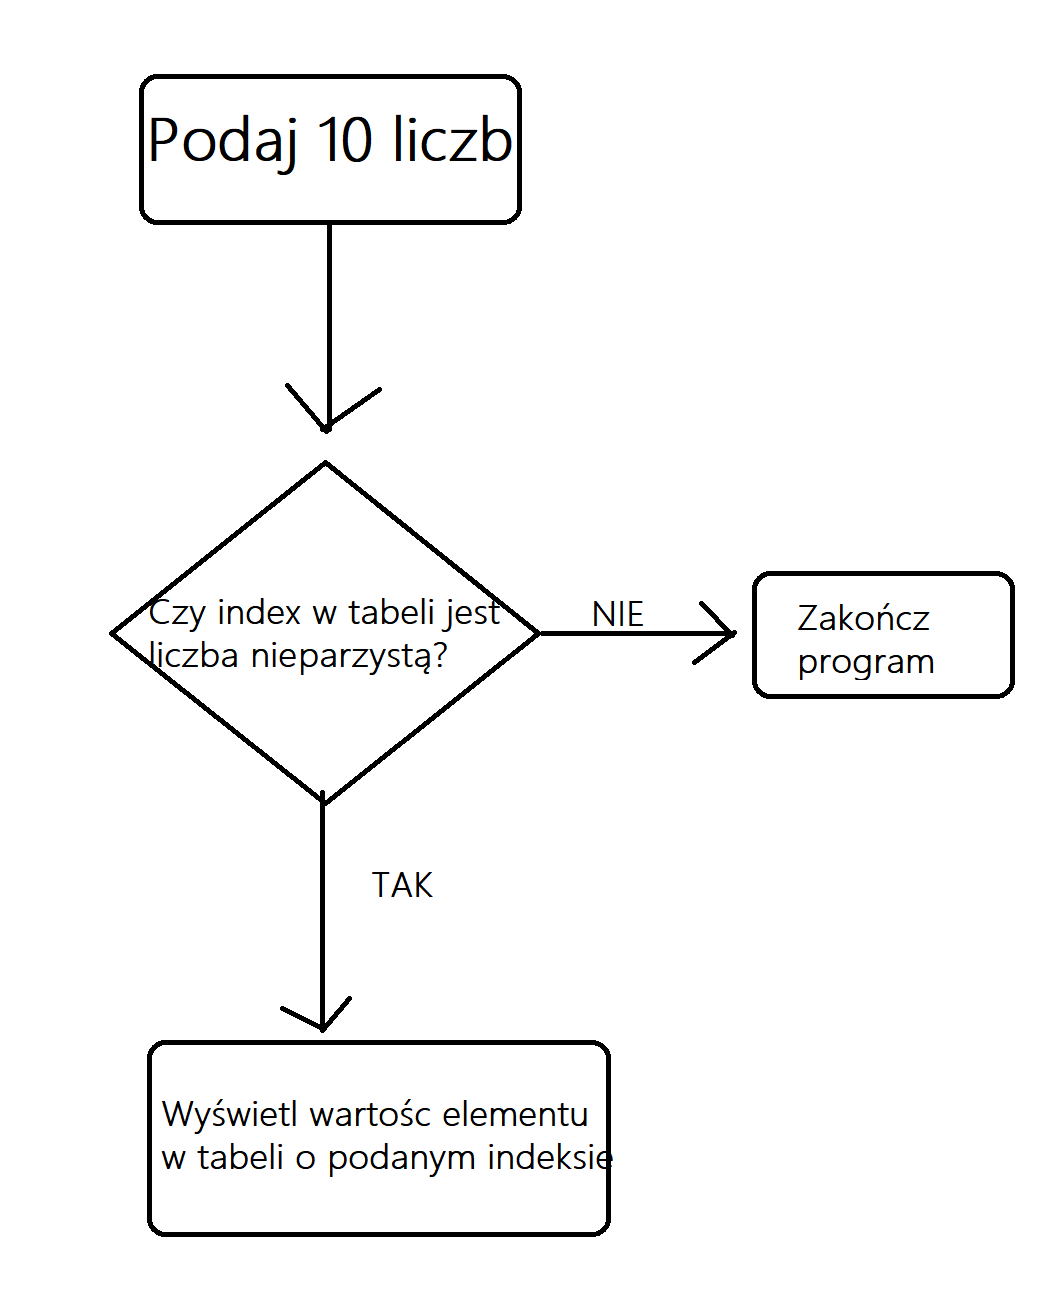 Podaj 10 liczb
Czy index w tabeli jest
liczba nieparzystą?
NIE
Zakończ
program
TAK
Wyświetl wartośc elementu
w tabeli o podanym indeksie